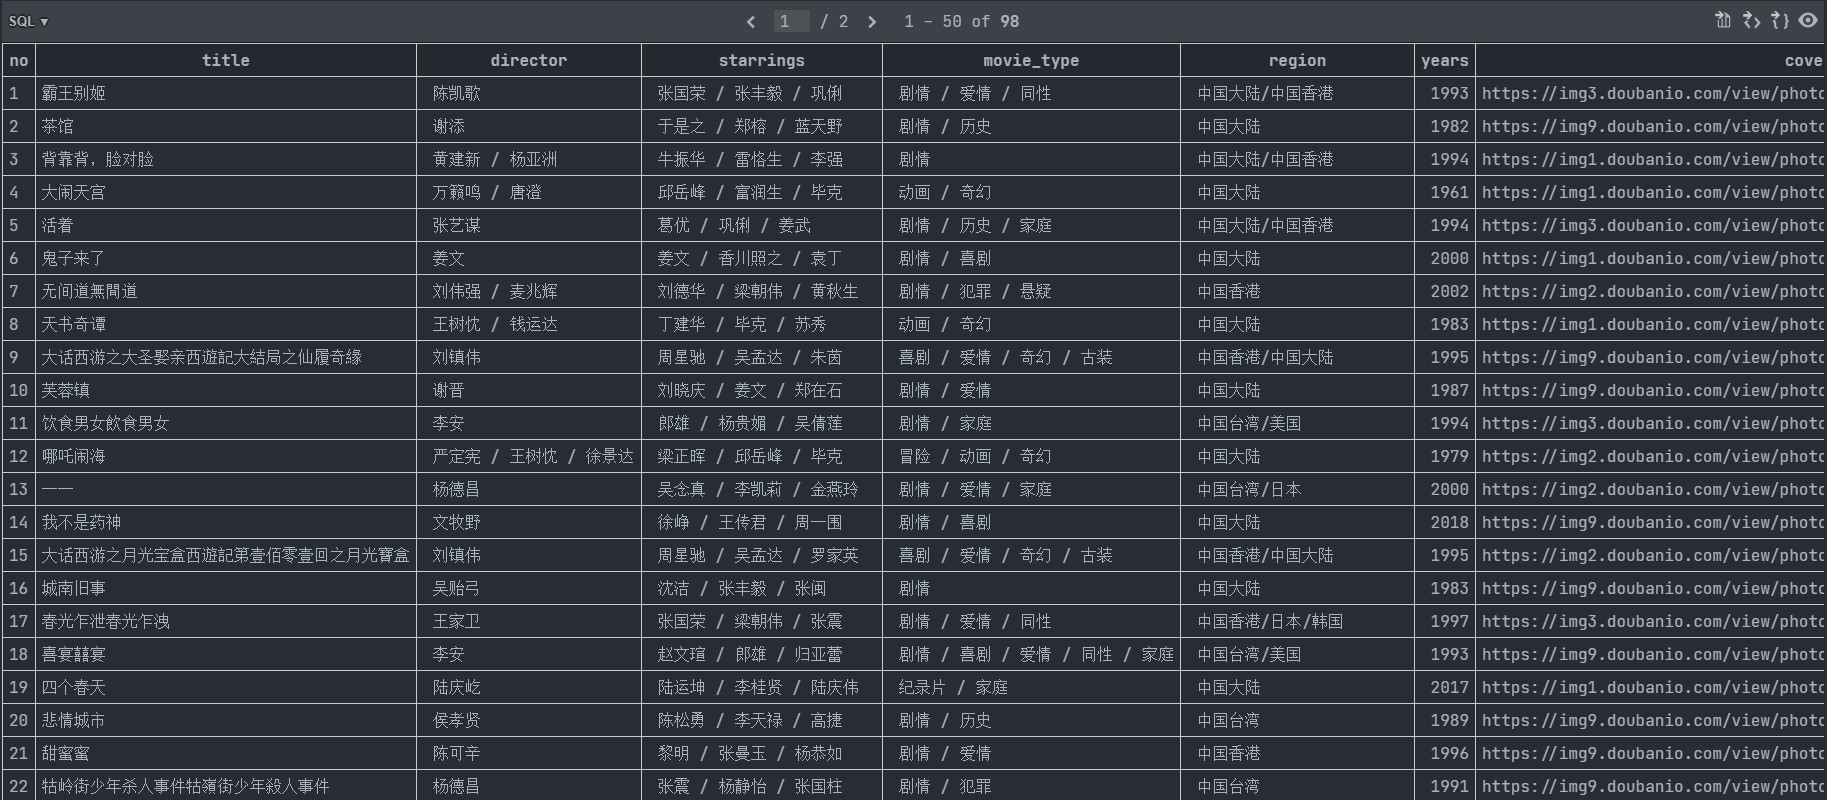 SQL ▼ 1 / 2 1 - 50 of 98
no title director starrings movie_type region years cove
1 霸王别姬 陈凯歌 张国荣 / 张丰毅 / 巩俐 剧情 / 爱情 / 同性 中国大陆/中国香港 1993 https://img3.doubanio.com/view/photo
2 茶馆 谢添 于是之 / 郑榕 / 蓝天野 剧情 / 历史 中国大陆 1982 https://img9.doubanio.com/view/photo
3 背靠背，脸对脸 黄建新 / 杨亚洲 牛振华 / 雷恪生 / 李强 剧情 中国大陆/中国香港 1994 https://img1.doubanio.com/view/photo
4 大闹天宫 万籁鸣 / 唐澄 邱岳峰 / 富润生 / 毕克 动画 / 奇幻 中国大陆 1961 https://img1.doubanio.com/view/photo
5 活着 张艺谋 葛优 / 巩俐 / 姜武 剧情 / 历史 / 家庭 中国大陆/中国香港 1994 https://img3.doubanio.com/view/photo
6 鬼子来了 姜文 姜文 / 香川照之 / 袁丁 剧情 / 喜剧 中国大陆 2000 https://img1.doubanio.com/view/photo
7 无间道無間道 刘伟强 / 麦兆辉 刘德华 / 梁朝伟 / 黄秋生 剧情 / 犯罪 / 悬疑 中国香港 2002 https://img2.doubanio.com/view/photo
8 天书奇谭 王树忱 / 钱运达 丁建华 / 毕克 / 苏秀 动画 / 奇幻 中国大陆 1983 https://img1.doubanio.com/view/photo
9 大话西游之大圣娶亲西遊記大結局之仙履奇緣 刘镇伟 周星驰 / 吴孟达 / 朱茵 喜剧 / 爱情 / 奇幻 / 古装 中国香港/中国大陆 1995 https://img9.doubanio.com/view/photo
10 芙蓉镇 谢晋 刘晓庆 / 姜文 / 郑在石 剧情 / 爱情 中国大陆 1987 https://img9.doubanio.com/view/photo
11 饮食男女飲食男女 李安 郎雄 / 杨贵媚 / 吴倩莲 剧情 / 家庭 中国台湾/美国 1994 https://img3.doubanio.com/view/photo
12 哪吒闹海 严定宪 / 王树忱 / 徐景达 梁正晖 / 邱岳峰 / 毕克 冒险 / 动画 / 奇幻 中国大陆 1979 https://img2.doubanio.com/view/photo
13 一一 杨德昌 吴念真 / 李凯莉 / 金燕玲 剧情 / 爱情 / 家庭 中国台湾/日本 2000 https://img2.doubanio.com/view/photo
14 我不是药神 文牧野 徐峥 / 王传君 / 周一围 剧情 / 喜剧 中国大陆 2018 https://img9.doubanio.com/view/photo
15 大话西游之月光宝盒西遊記第壹佰零壹回之月光寶盒 刘镇伟 周星驰 / 吴孟达 / 罗家英 喜剧 / 爱情 / 奇幻 / 古装 中国香港/中国大陆 1995 https://img2.doubanio.com/view/photo
16 城南旧事 吴贻弓 沈洁 / 张丰毅 / 张闽 剧情 中国大陆 1983 https://img9.doubanio.com/view/photo
17 春光乍泄春光乍洩 王家卫 张国荣 / 梁朝伟 / 张震 剧情 / 爱情 / 同性 中国香港/日本/韩国 1997 https://img3.doubanio.com/view/photo
18 喜宴囍宴 李安 赵文瑄 / 郎雄 / 归亚蕾 剧情 / 喜剧 / 爱情 / 同性 / 家庭 中国台湾/美国 1993 https://img9.doubanio.com/view/photo
19 四个春天 陆庆屹 陆运坤 / 李桂贤 / 陆庆伟 纪录片 / 家庭 中国大陆 2017 https://img1.doubanio.com/view/photo
20 悲情城市 侯孝贤 陈松勇 / 李天禄 / 高捷 剧情 / 历史 中国台湾 1989 https://img9.doubanio.com/view/photo
21 甜蜜蜜 陈可辛 黎明 / 张曼玉 / 杨恭如 剧情 / 爱情 中国香港 1996 https://img9.doubanio.com/view/photo
22 牯岭街少年杀人事件牯嶺街少年殺人事件 杨德昌 张震 / 杨静怡 / 张国柱 剧情 / 犯罪 中国台湾 1991 https://img9.doubanio.com/view/photo